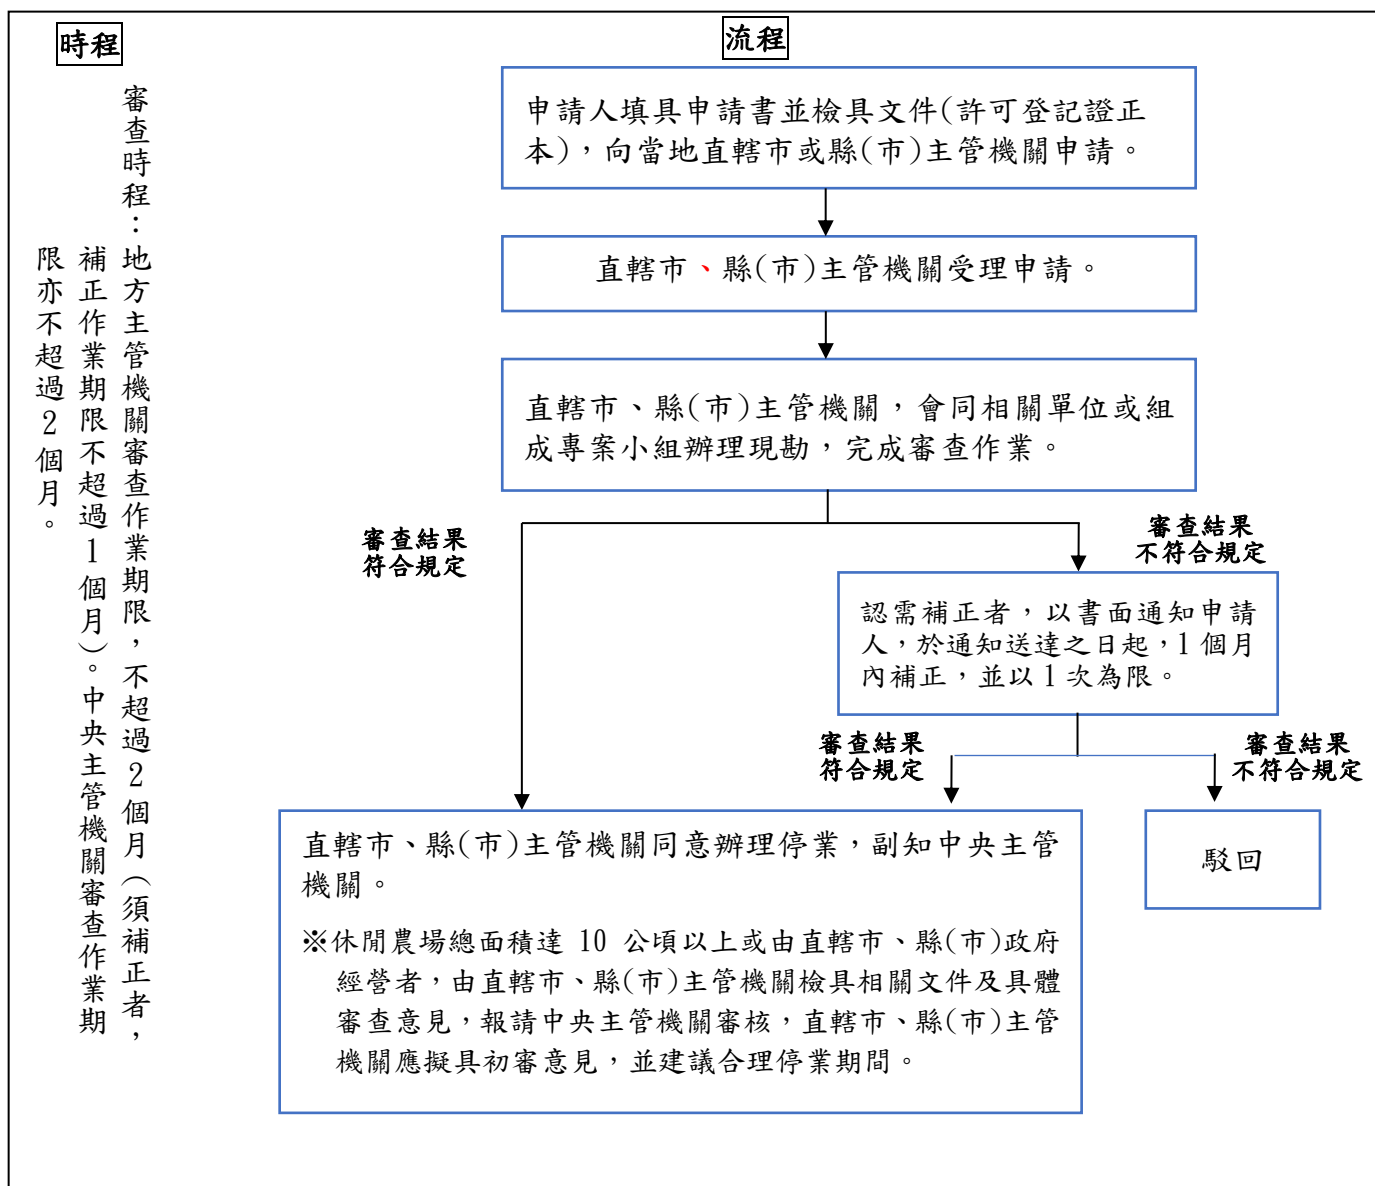 時程
審查時程：地方主管機關審查作業期限，不超過2個月（須補正者，
補正作業期限不超過1個月）。中央主管機關審查作業期
限亦不超過2個月。
流程
申請人填具申請書並檢具文件(許可登記證正
本)，向當地直轄市或縣(市)主管機關申請。
直轄市、縣(市)主管機關受理申請。
直轄市、縣(市)主管機關，會同相關單位或組
成專案小組辦理現勘，完成審查作業。
審查結果
符合規定
審查結果
不符合規定
認需補正者，以書面通知申請
人，於通知送達之日起，1個月
內補正，並以1次為限。
審查結果
符合規定
審查結果
不符合規定
直轄市、縣(市)主管機關同意辦理停業，副知中央主管
機關。
※休閒農場總面積達 10 公頃以上或由直轄市、縣(市)政府
經營者，由直轄市、縣(市)主管機關檢具相關文件及具體
審查意見，報請中央主管機關審核，直轄市、縣(市)主管
機關應擬具初審意見，並建議合理停業期間。
駁回